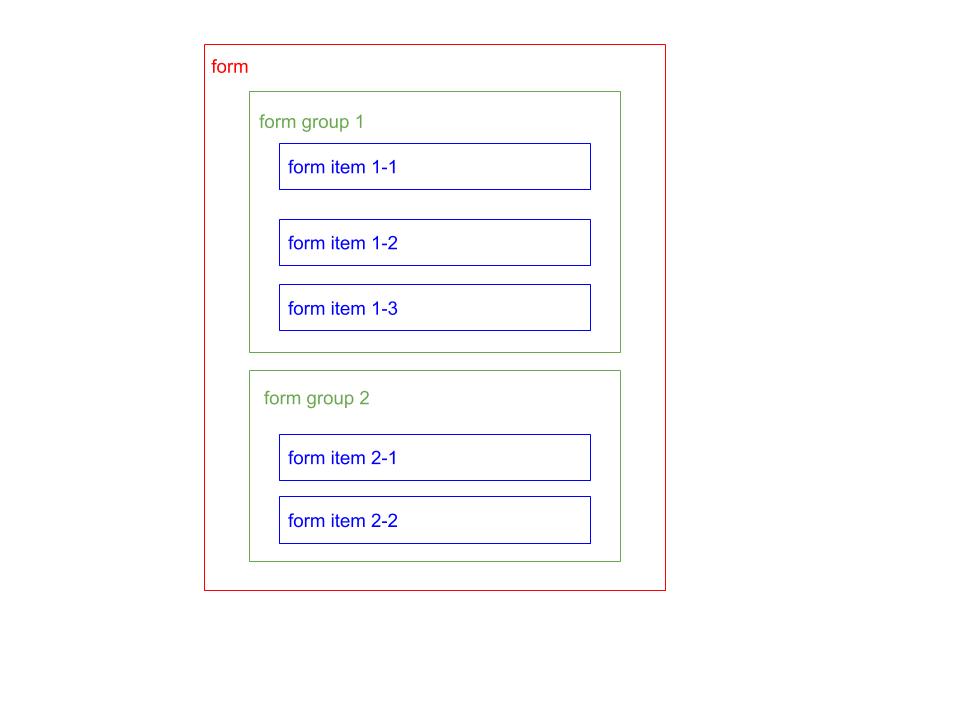 form
form group 1
form item 1-1
form item 1-2
form item 1-3
form group 2
form item 2-1
form item 2-2